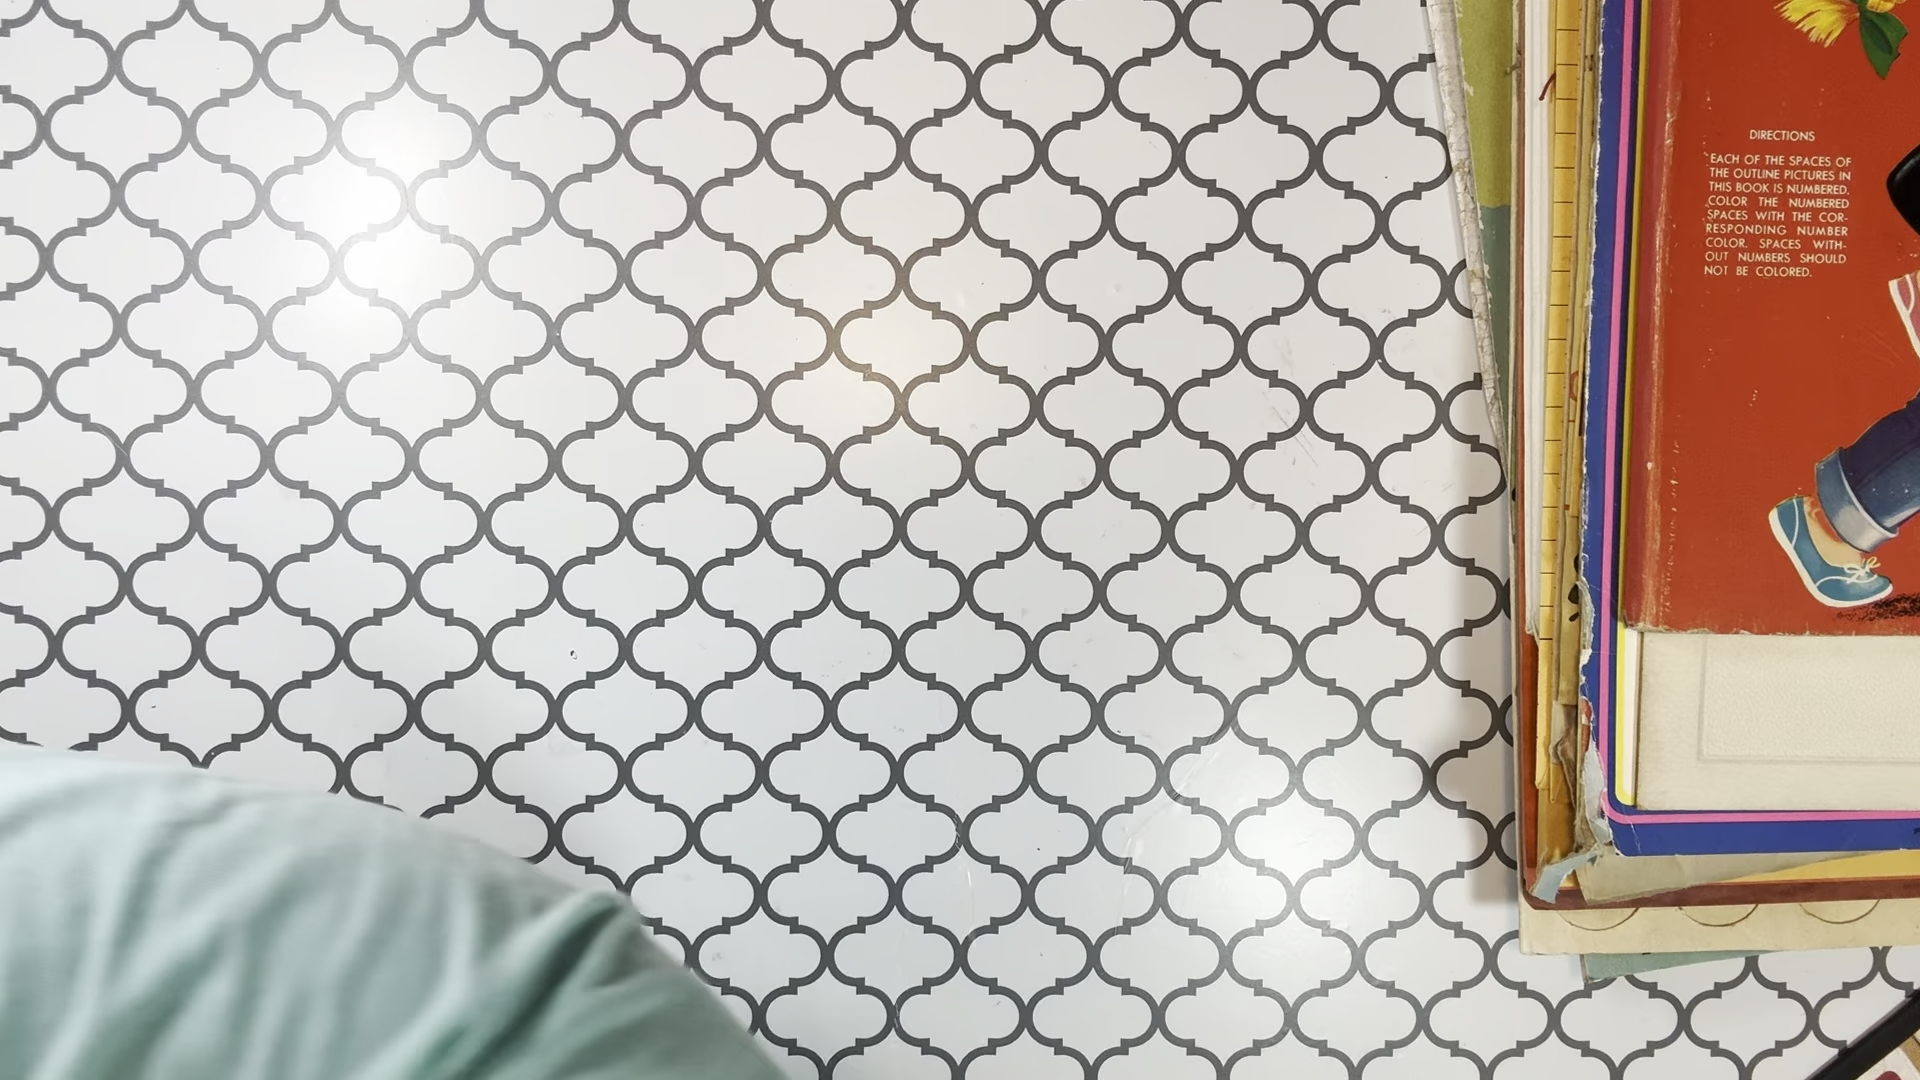 DIRECTIONS
EACH OF THE SPACES OF
THE OUTLINE PICTURES IN
THIS BOOK IS NUMBERED.
COLOR THE NUMBERED
SPACES WITH THE COR-
RESPONDING NUMBER
COLOR. SPACES WITH-
OUT NUMBERS SHOULD
NOT BE COLORED.